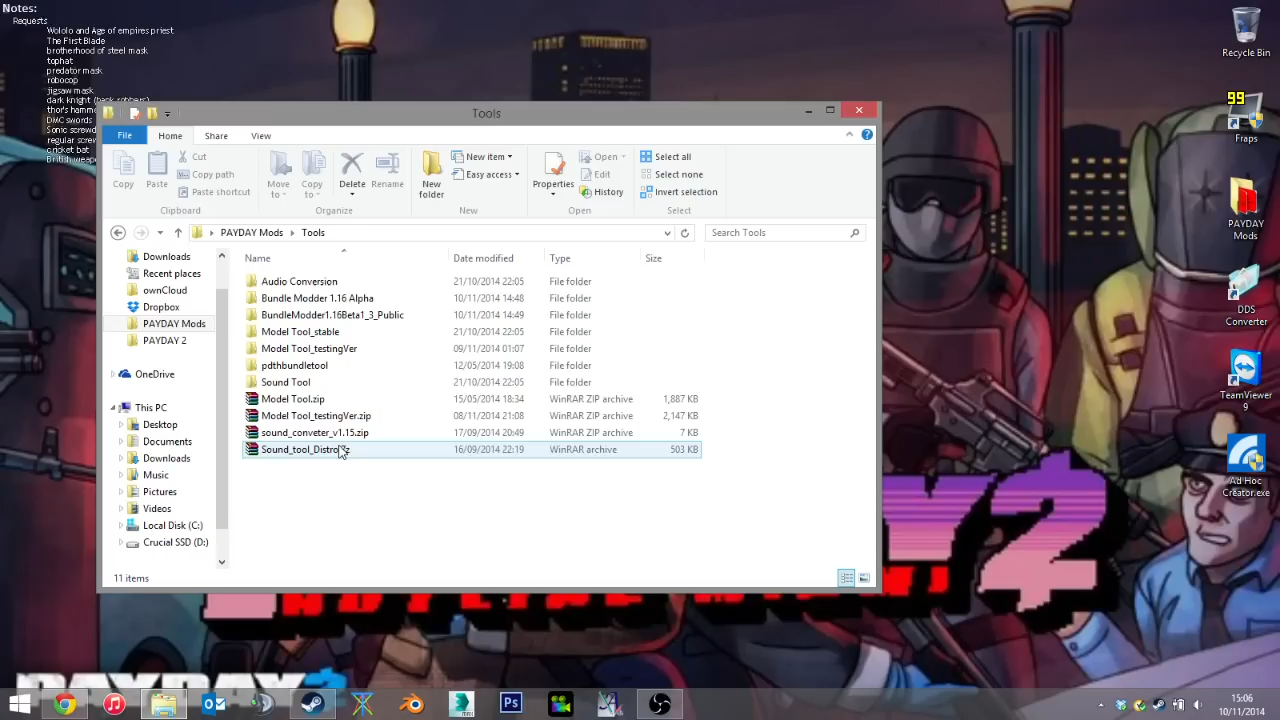 Notes:
Requests
Wololo and Age of empires priest
The First Blade
brotherhood of steel mask
tophat
predator mask
robocop
jigsaw mask
dark knight (bank robbers)
thor's hamme
DMC swords
Sonic screwd
regular screw
cricket bat
British weap
Recycle Bin
99
Fraps
PAYDAY
Mods
DDS
Converter
TeamViewer
9
Ad Hoc
Creator.exe
Tools
File
Home
Share
View
Copy
Paste
Cut
Copy path
Paste shortcut
Clipboard
Move
to
Copy
to
Delete
Rename
Organize
New
folder
New item
Easy access
New
Properties
Open
Edit
History
Open
Select all
Select none
Invert selection
Select
PAYDAY Mods
Tools
Search Tools
Downloads
Recent places
ownCloud
Dropbox
PAYDAY Mods
PAYDAY 2
OneDrive
This PC
Desktop
Documents
Downloads
Music
Pictures
Videos
Local Disk (C:)
Crucial SSD (D:)
Name Date modified Type Size
Audio Conversion 21/10/2014 22:05 File folder
Bundle Modder 1.16 Alpha 10/11/2014 14:48 File folder
BundleModder1.16Beta1_3_Public 10/11/2014 14:49 File folder
Model Tool_stable 21/10/2014 22:05 File folder
Model Tool_testingVer 09/11/2014 01:07 File folder
pdthbundletool 12/05/2014 19:08 File folder
Sound Tool 21/10/2014 22:05 File folder
Model Tool.zip 15/05/2014 18:34 WinRAR ZIP archive 1,887 KB
Model Tool_testingVer.zip 08/11/2014 21:08 WinRAR ZIP archive 2,147 KB
sound_conveter_v1.15.zip 17/09/2014 20:49 WinRAR ZIP archive 7 KB
16/09/2014 22:19 WinRAR archive 503 KB
11 items
PAYDAY 2
Ps
15:06
10/11/2014